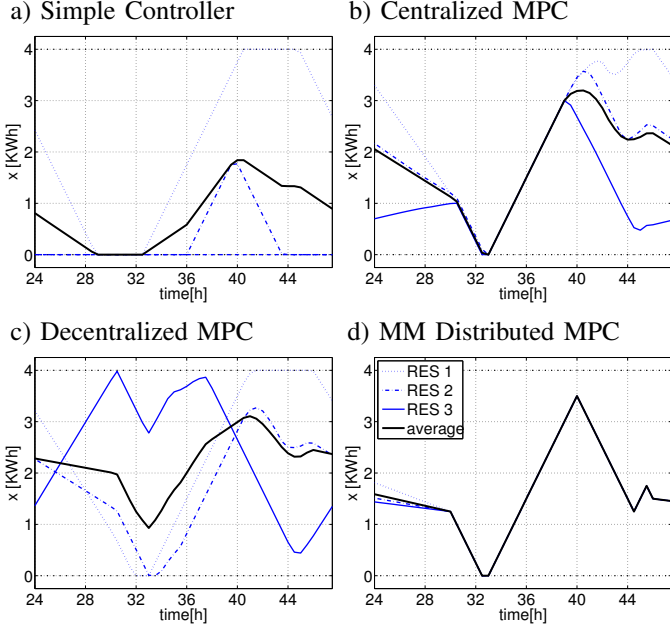 a) Simple Controller
b) Centralized MPC
x [KWh]
4
3
2
1
0
24 28 32 36 40 44
time[h]
x [KWh]
4
3
2
1
0
24 28 32 36 40 44
time[h]
c) Decentralized MPC
d) MM Distributed MPC
x [KWh]
4
3
2
1
0
24 28 32 36 40 44
time[h]
x [KWh]
4
3
2
1
0
RES 1
RES 2
RES 3
average
24 28 32 36 40 44
time[h]